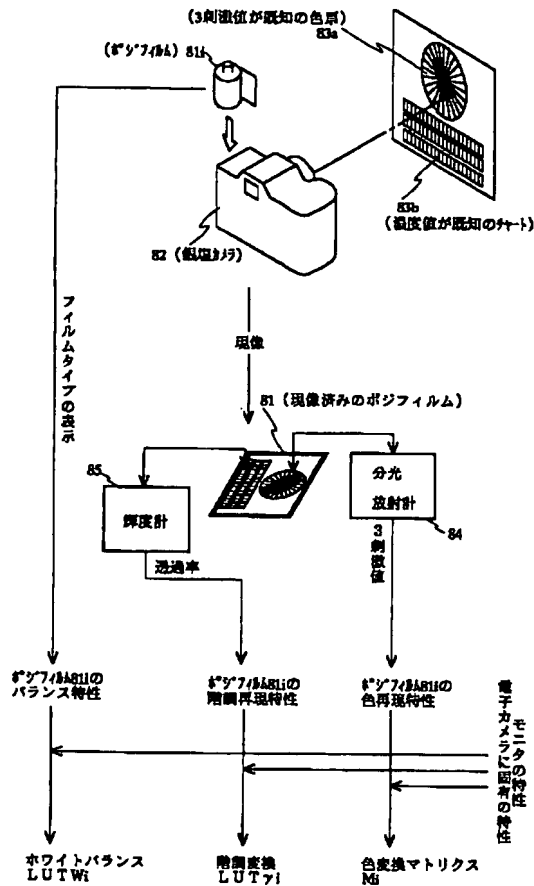 (3刺激値が既知の色票)
83a
(ポジフィルム) 81i
83b
(濃度値が既知のチャート)
82 (銀塩カメラ)
フィルムタイプの表示
現像
81 (現像済みのポジフィルム)
85
輝度計
分光
放射計
84
透過率
3刺激値
ポジフィルム81iの
バランス特性
ポジフィルム81iの
階調再現特性
ポジフィルム81iの
色再現特性
モニタの特性
電子カメラに固有の特性
ホワイトバランス
LUTWi
階調変換
LUTγi
色変換マトリクス
Mi